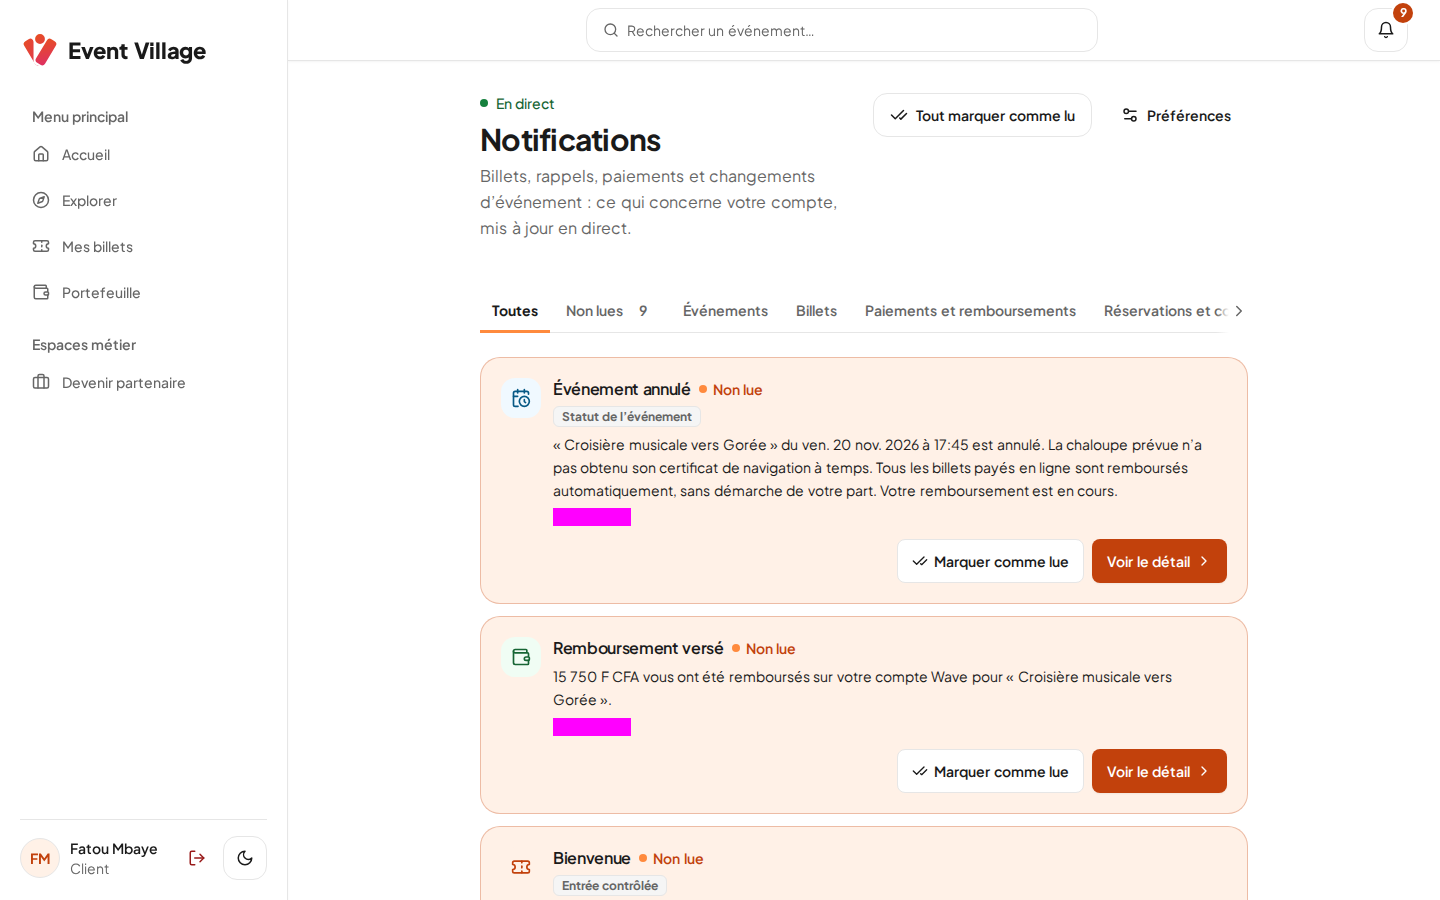 Event Village
Rechercher un événement…
9
Menu principal
Accueil
Explorer
Mes billets
Portefeuille
Espaces métier
Devenir partenaire
FM
Fatou Mbaye
Client
En direct
Notifications
Billets, rappels, paiements et changements
d’événement : ce qui concerne votre compte,
mis à jour en direct.
Tout marquer comme lu
Préférences
Toutes
Non lues 9
Événements
Billets
Paiements et remboursements
Réservations et
Événement annulé
Non lue
Statut de l’événement
« Croisière musicale vers Gorée » du ven. 20 nov. 2026 à 17:45 est annulé. La chaloupe prévue n’a
pas obtenu son certificat de navigation à temps. Tous les billets payés en ligne sont remboursés
automatiquement, sans démarche de votre part. Votre remboursement est en cours.
Marquer comme lue
Voir le détail
Remboursement versé
Non lue
15 750 F CFA vous ont été remboursés sur votre compte Wave pour « Croisière musicale vers
Gorée ».
Marquer comme lue
Voir le détail
Bienvenue
Non lue
Entrée contrôlée